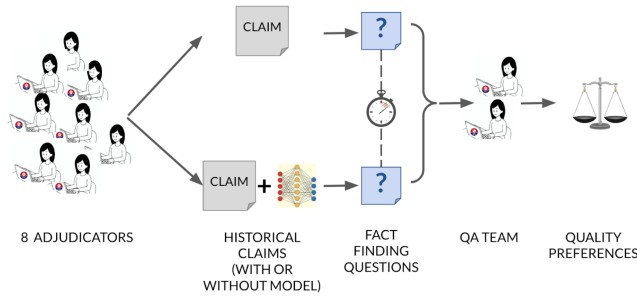 CLAIM
?
CLAIM
+
?
8 ADJUDICATORS
HISTORICAL
CLAIMS
(WITH OR
WITHOUT MODEL)
FACT
FINDING
QUESTIONS
QA TEAM
QUALITY
PREFERENCES